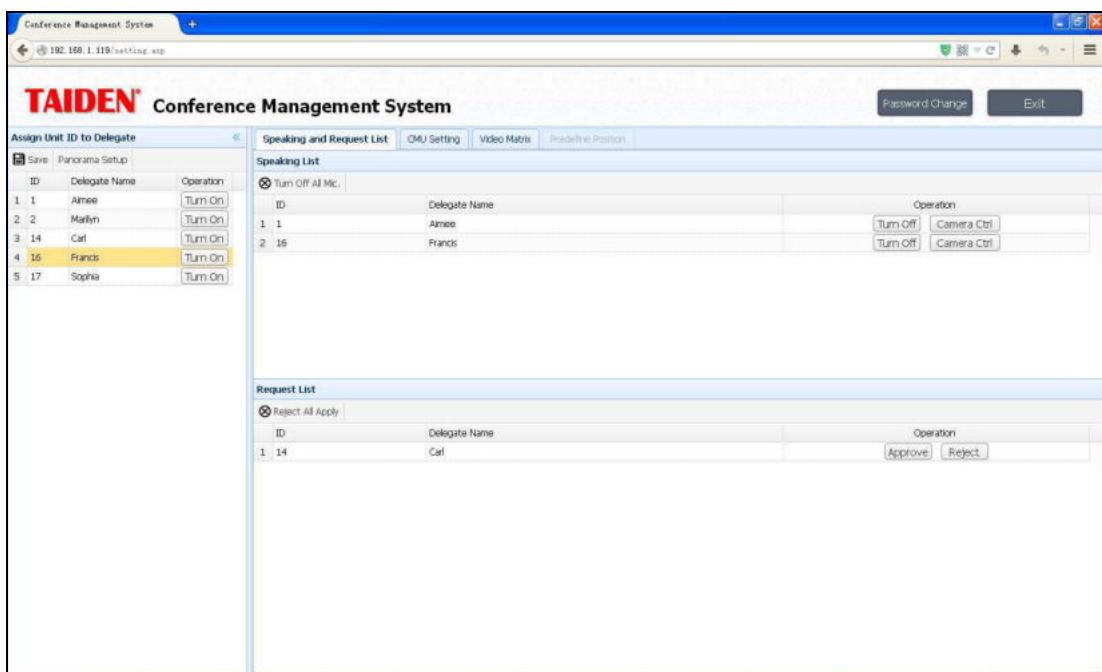 Conference Management System
192.168.1.119/setting.asp
TAIDEN Conference Management System
Password Change Exit
Assign Unit ID to Delegate
Save Panorama Setup
ID Delegate Name Operation
1 1 Aimee Turn On
2 2 Marilyn Turn On
3 14 Carl Turn On
4 16 Francis Turn On
5 17 Sophia Turn On
Speaking and Request List CMU Setting Video Matrix Predefine Position
Speaking List
Turn Off All Mic.
ID Delegate Name Operation
1 1 Aimee Turn Off Camera Ctrl
2 16 Francis Turn Off Camera Ctrl
Request List
Reject All Apply
ID Delegate Name Operation
1 14 Carl Approve Reject